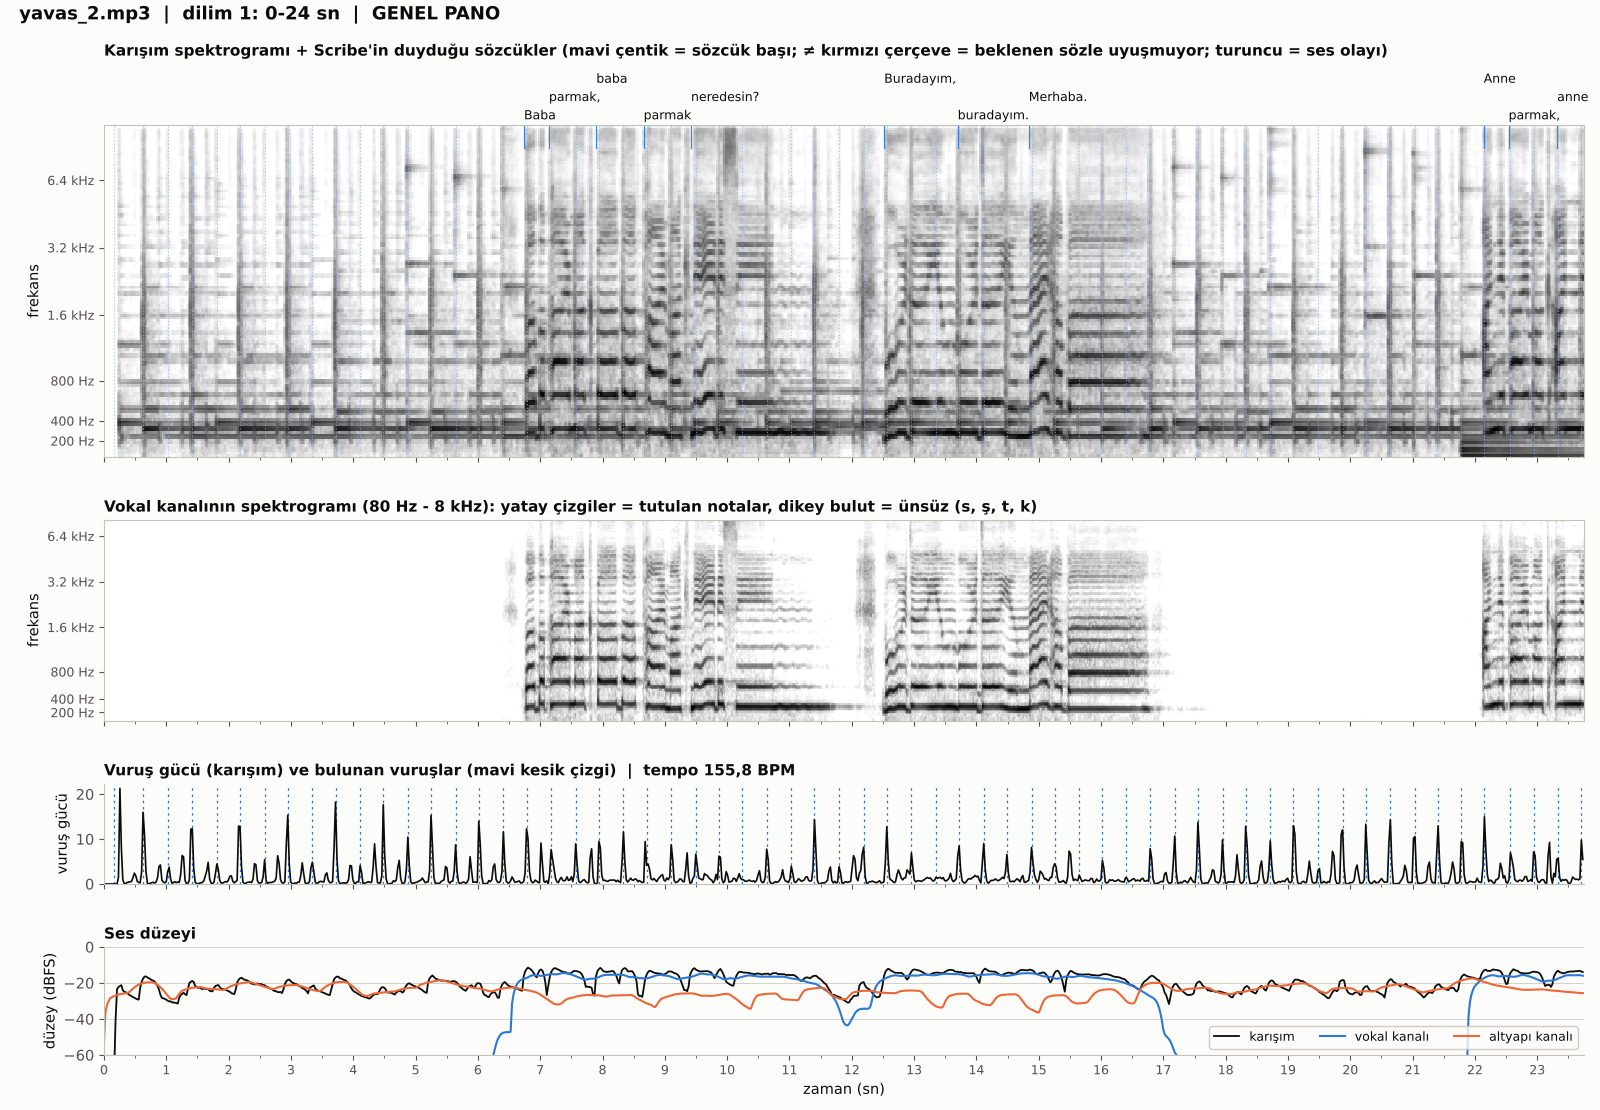 yavas_2.mp3 | dilim 1: 0-24 sn | GENEL PANO
Karışım spektrogramı + Scribe'in duyduğu sözcükler (mavi çentik = sözcük başı; ≠ kırmızı çerçeve = beklenen sözle uyuşmuyor; turuncu = ses olayı)
baba Buradayım, Anne
parmak, neredesin? Merhaba. anne
Baba parmak buradayım. parmak,
6.4 kHz
3.2 kHz
1.6 kHz
800 Hz
400 Hz
200 Hz
frekans
Vokal kanalının spektrogramı (80 Hz - 8 kHz): yatay çizgiler = tutulan notalar, dikey bulut = ünsüz (s, ş, t, k)
6.4 kHz
3.2 kHz
1.6 kHz
800 Hz
400 Hz
200 Hz
frekans
Vuruş gücü (karışım) ve bulunan vuruşlar (mavi kesik çizgi) | tempo 155,8 BPM
20
10
0
vuruş gücü
Ses düzeyi
0
−20
−40
−60
düzey (dBFS)
karışım vokal kanalı altyapı kanalı
0 1 2 3 4 5 6 7 8 9 10 11 12 13 14 15 16 17 18 19 20 21 22 23
zaman (sn)